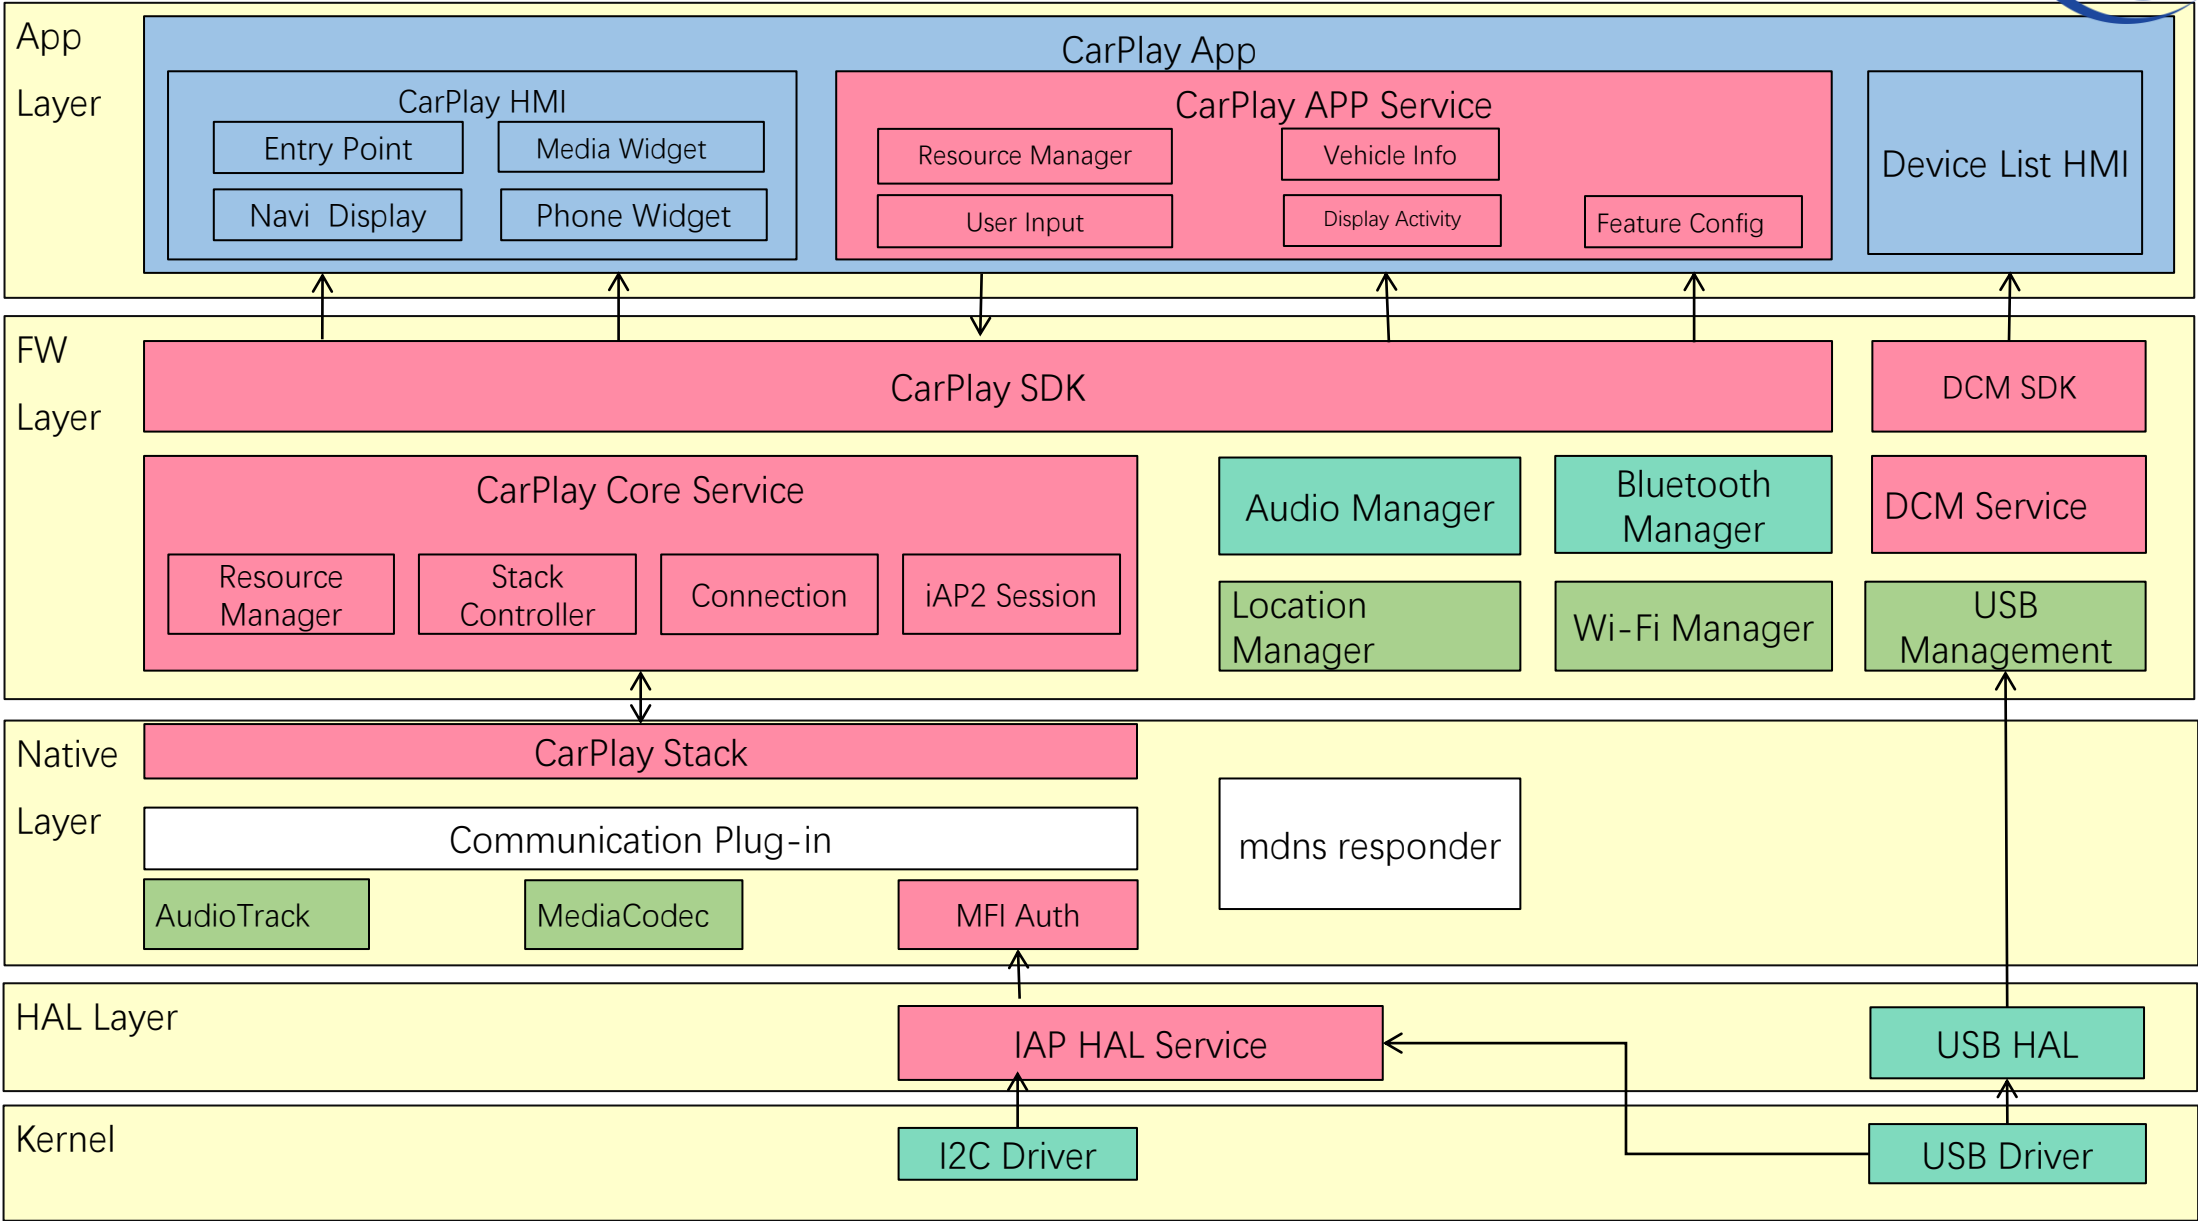 App
Layer
CarPlay App
CarPlay HMI
Entry Point
Media Widget
Navi Display
Phone Widget
CarPlay APP Service
Resource Manager
Vehicle Info
User Input
Display Activity
Feature Config
Device List HMI
FW
Layer
CarPlay SDK
DCM SDK
CarPlay Core Service
Resource
Manager
Stack
Controller
Connection
iAP2 Session
Audio Manager
Bluetooth
Manager
DCM Service
Location
Manager
Wi-Fi Manager
USB
Management
Native
Layer
CarPlay Stack
Communication Plug-in
mdns responder
AudioTrack
MediaCodec
MFI Auth
HAL Layer
IAP HAL Service
USB HAL
Kernel
I2C Driver
USB Driver